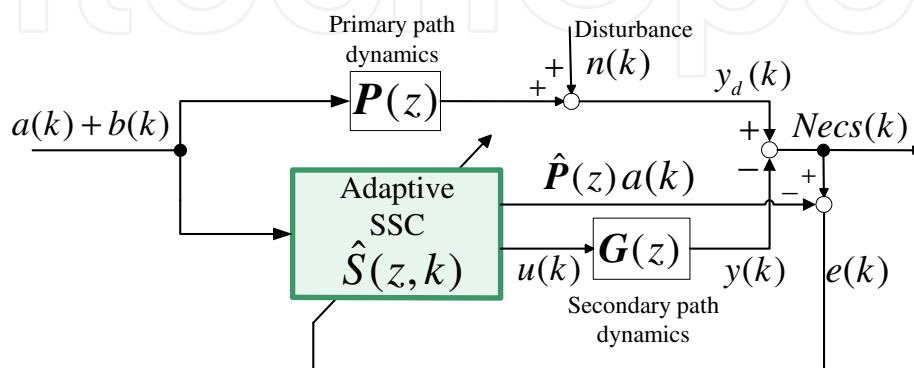 Primary path
dynamics
P(z)
Disturbance
n(k)
+
+
y_d(k)
a(k) + b(k)
+
−
Necs(k)
Adaptive
SSC
Ŝ(z, k)
P̂(z) a(k)
+
−
u(k)
G(z)
y(k)
e(k)
Secondary path
dynamics